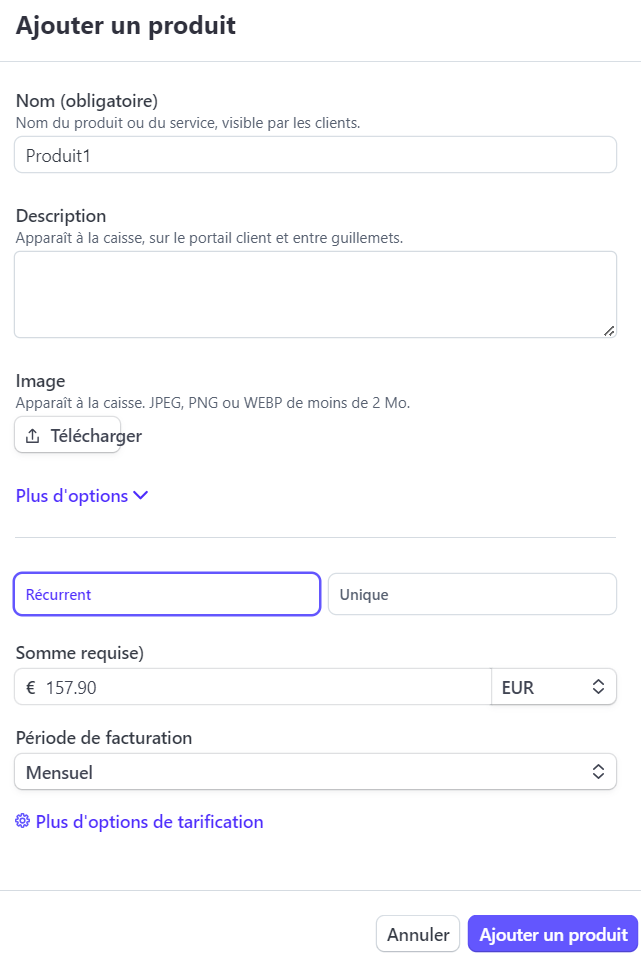 Ajouter un produit
Nom (obligatoire)
Nom du produit ou du service, visible par les clients.
Produit1
Description
Apparaît à la caisse, sur le portail client et entre guillemets.
Image
Apparaît à la caisse. JPEG, PNG ou WEBP de moins de 2 Mo.
Télécharger
Plus d'options
Récurrent
Unique
Somme requise)
€ 157.90
EUR
Période de facturation
Mensuel
Plus d'options de tarification
Annuler
Ajouter un produit